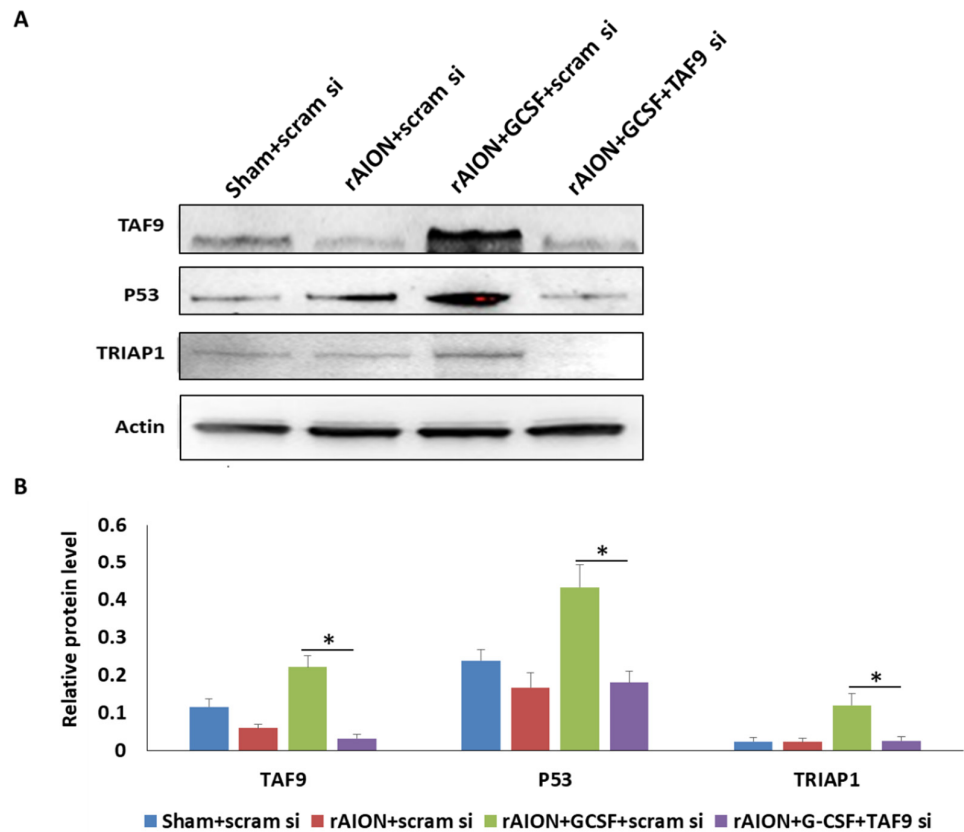 A
Sham+scram si
rAION+scram si
rAION+GCSF+scram si
rAION+GCSF+TAF9 si
TAF9
P53
TRIAP1
Actin
B
Relative protein level
0.6
0.5
0.4
0.3
0.2
0.1
0
*
*
*
TAF9 P53 TRIAP1
Sham+scram si rAION+scram si rAION+GCSF+scram si rAION+G-CSF+TAF9 si